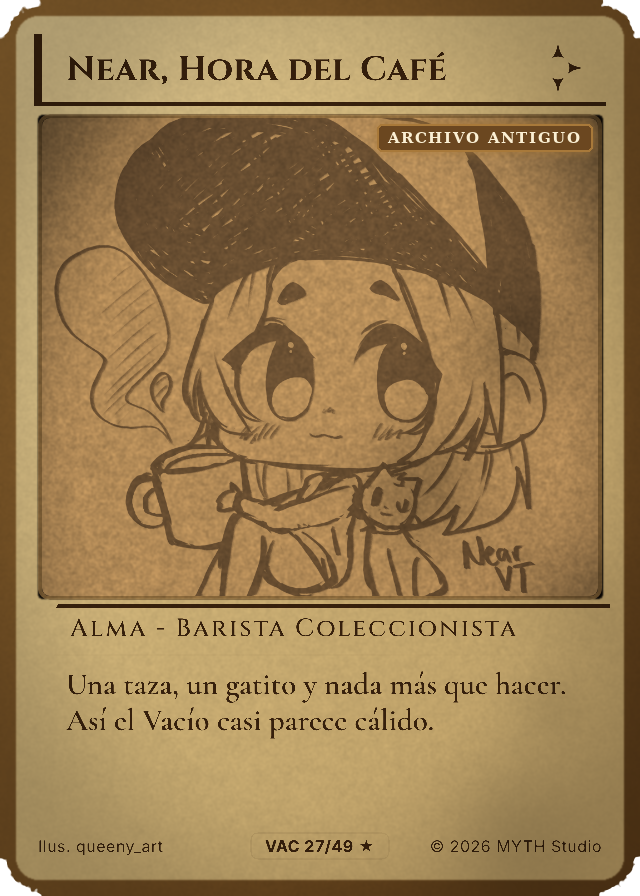 Near, Hora del Café
ARCHIVO ANTIGUO
Near
VT
Alma - Barista Coleccionista
Una taza, un gatito y nada más que hacer.
Así el Vacío casi parece cálido.
Ilus. queeny_art
VAC 27/49 ★
© 2026 MYTH Studio